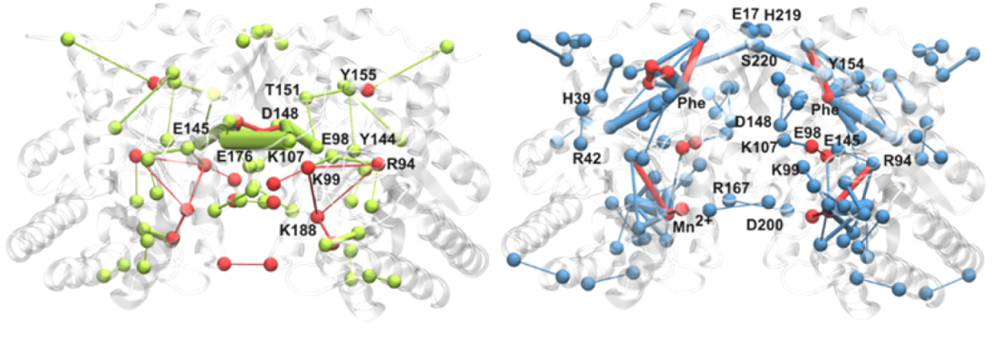 Y155
T151
D148
E145
E98
Y144
E176
K107
R94
K99
K188
E17 H219
S220
Y154
H39
Phe
Phe
D148
E98
K107
E145
R42
K99
R94
R167
Mn2+
D200